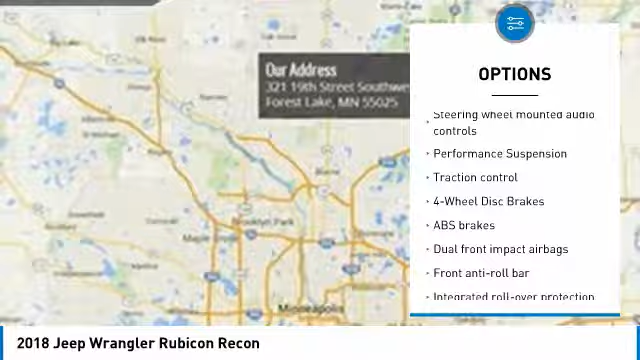 Our Address
321 19th Street Southwe
Forest Lake, MN 55025
OPTIONS
Steering wheel mounted audio
controls
Performance Suspension
Traction control
4-Wheel Disc Brakes
ABS brakes
Dual front impact airbags
Front anti-roll bar
Integrated roll-over protection
Brooklyn Park
Maple
Minneapolis
2018 Jeep Wrangler Rubicon Recon